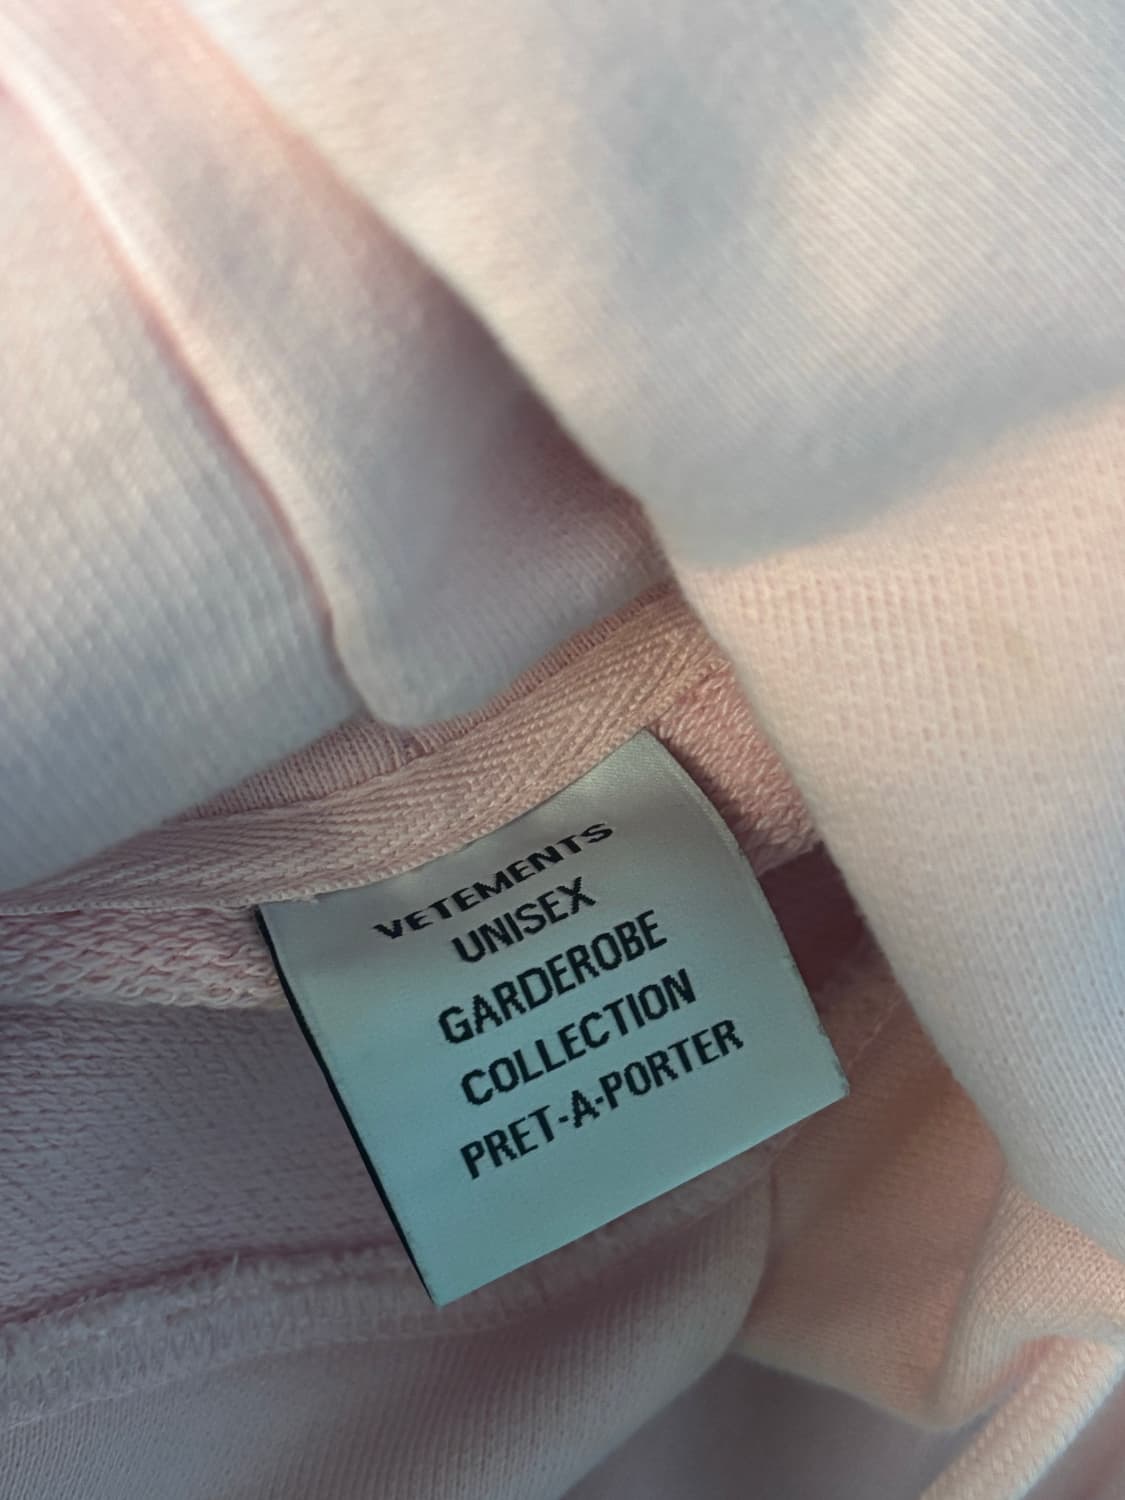 VETEMENTS
UNISEX
GARDEROBE
COLLECTION
PRET-A-PORTER